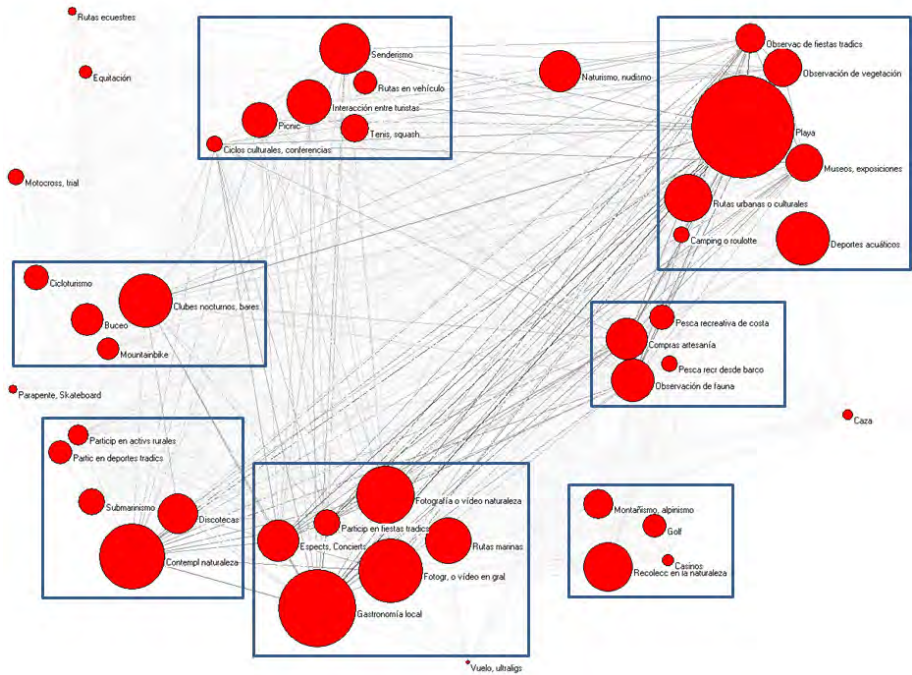 Rutas ecuestres
Equitación
Motocross, trial
Senderismo
Rutas en vehículo
Interacción entre turistas
Picnic
Tenis, squash
Ciclos culturales, conferencias
Naturismo, nudismo
Observac de fiestas tradics
Observación de vegetación
Playa
Museos, exposiciones
Rutas urbanas o culturales
Camping o roulotte
Deportes acuáticos
Cicloturismo
Clubes nocturnos, bares
Buceo
Mountainbike
Parapente, Skateboard
Pesca recreativa de costa
Compras artesanía
Pesca recr desde barco
Observación de fauna
Caza
Particip en activs rurales
Partic en deportes tradics
Submarinismo
Discotecas
Contempl naturaleza
Fotografía o vídeo naturaleza
Particip en fiestas tradics
Espects, Concierts
Rutas marinas
Fotogr, o vídeo en gral
Gastronomía local
Montañismo, alpinismo
Golf
Casinos
Recolecc en la naturaleza
Vuelo, ultraligs